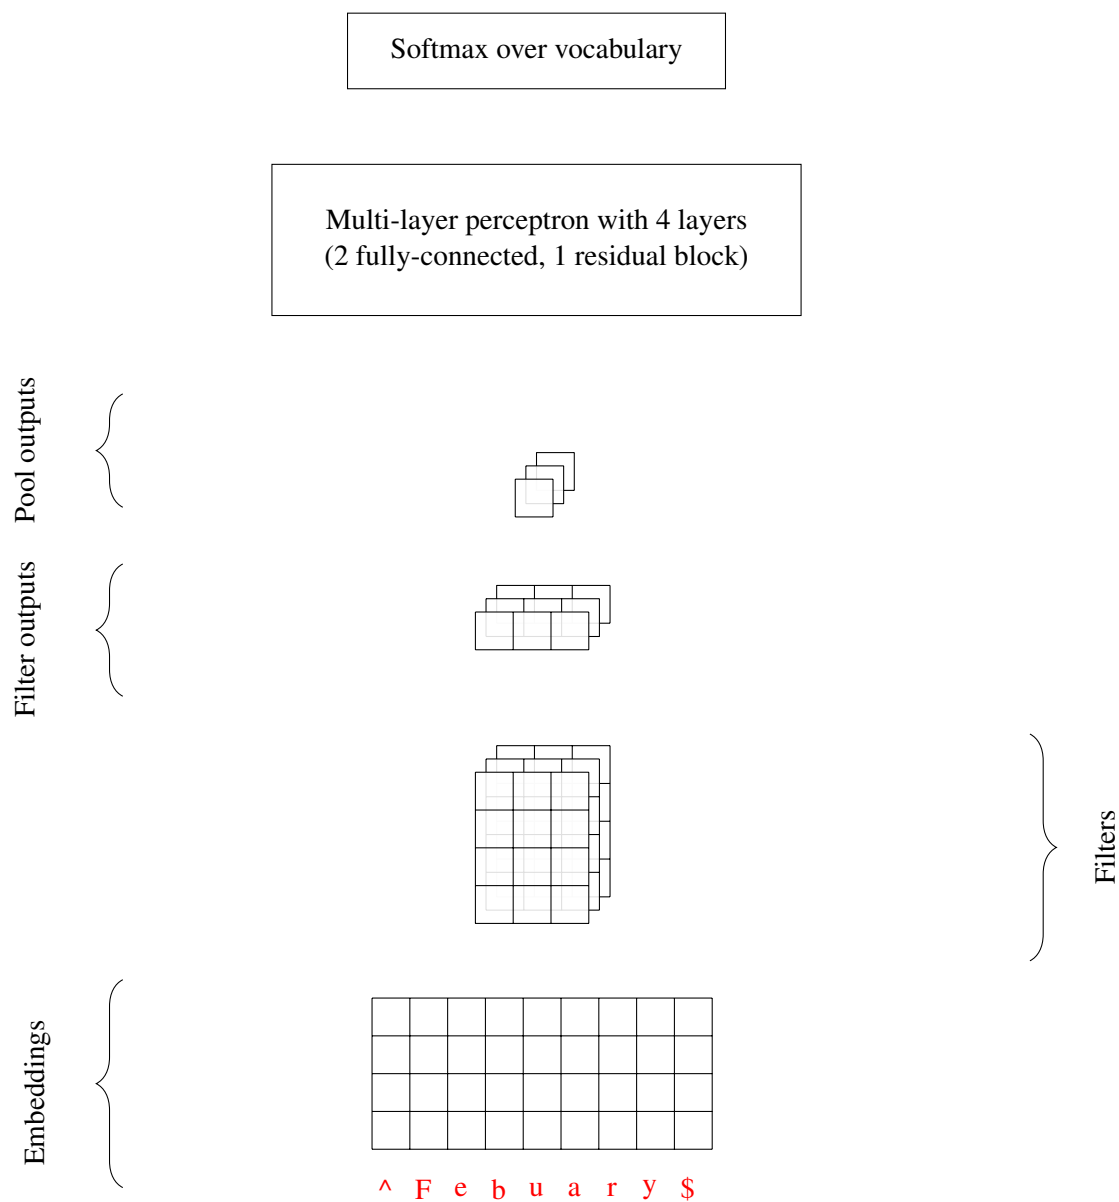 Softmax over vocabulary
Multi-layer perceptron with 4 layers
(2 fully-connected, 1 residual block)
Pool outputs
Filter outputs
Filters
Embeddings
^ F e b u a r y $